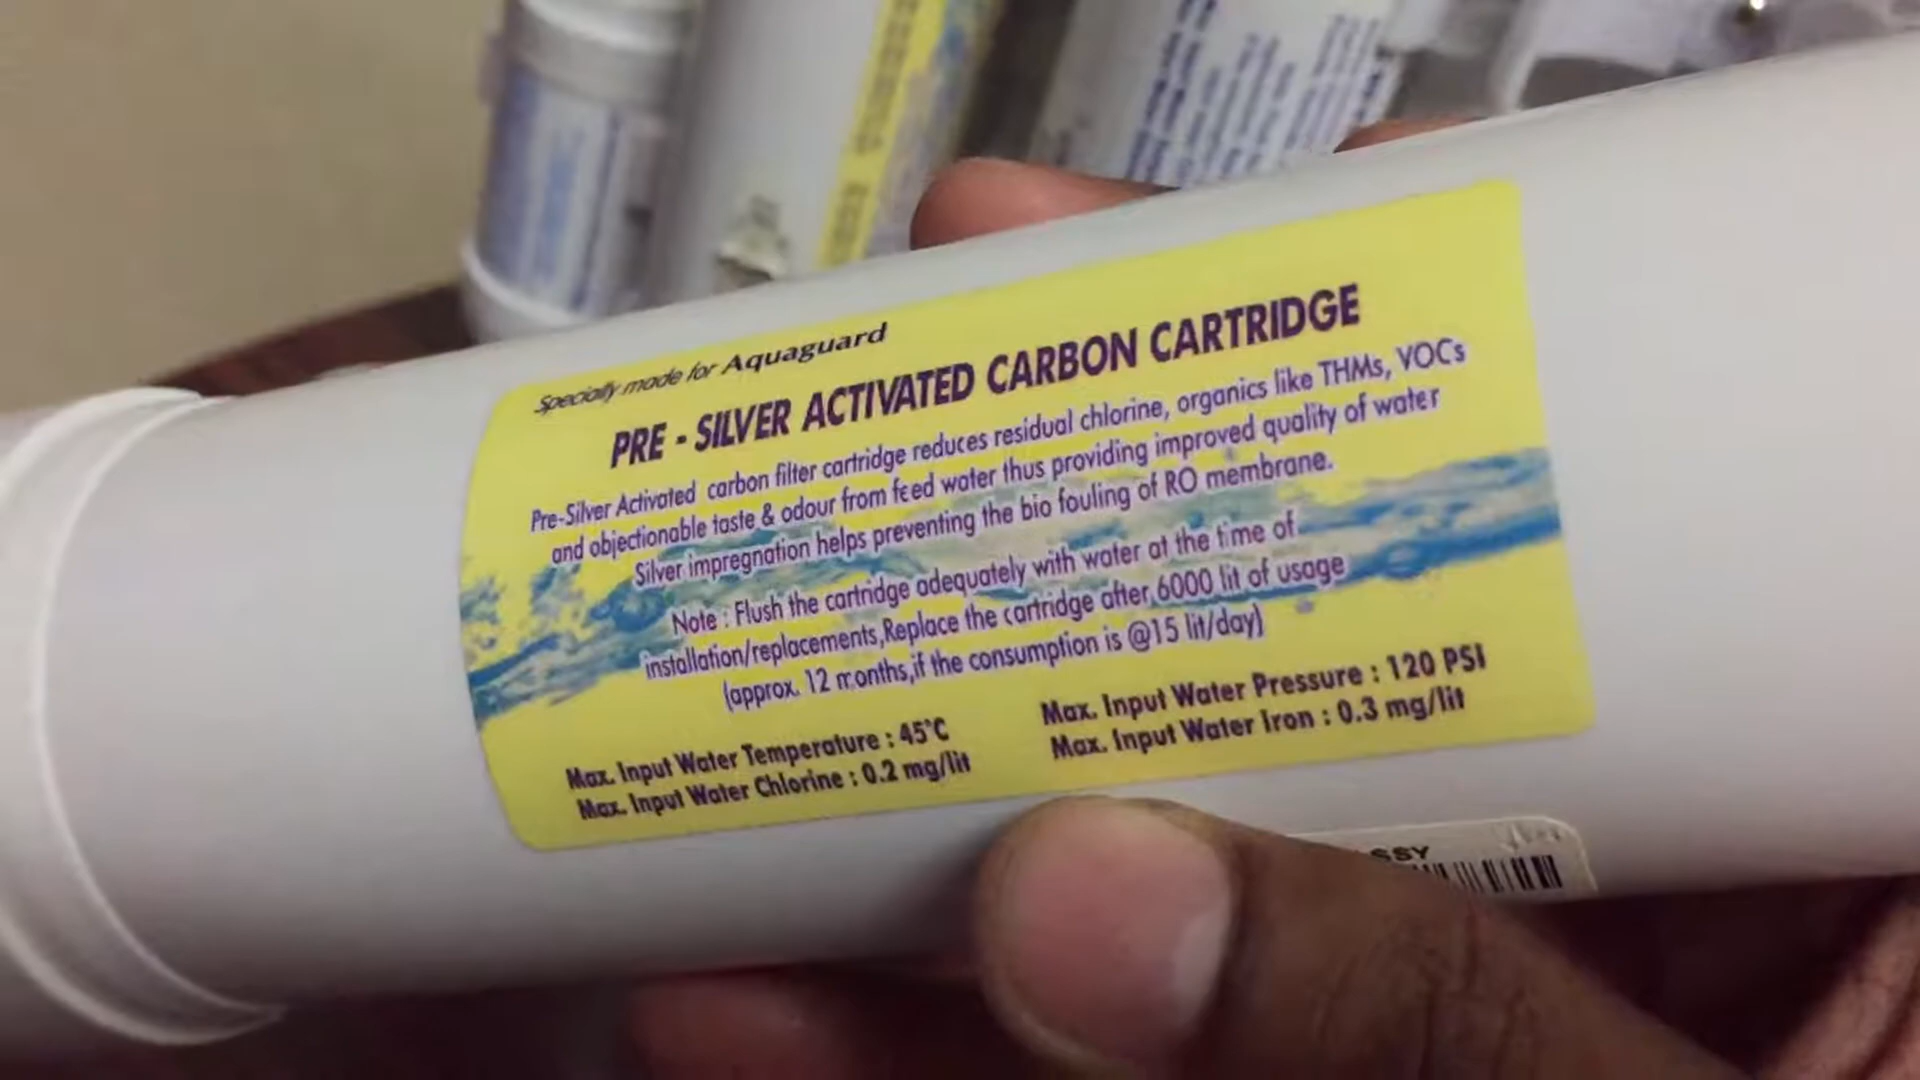 Specially made for Aquaguard
PRE - SILVER ACTIVATED CARBON CARTRIDGE
Pre-Silver Activated carbon filter cartridge reduces residual chlorine, organics like THMs, VOCs
and objectionable taste & odour from feed water thus providing improved quality of water
Silver impregnation helps preventing the bio fouling of RO membrane.
Note : Flush the cartridge adequately with water at the time of
installation/replacements,Replace the cartridge after 6000 lit of usage
(approx. 12 months,if the consumption is @15 lit/day)
Max. Input Water Temperature : 45°C
Max. Input Water Chlorine : 0.2 mg/lit
Max. Input Water Pressure : 120 PSI
Max. Input Water Iron : 0.3 mg/lit
SSY